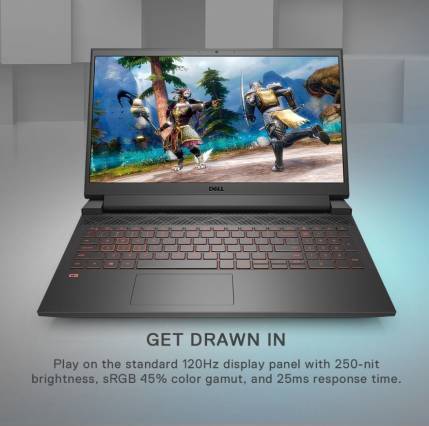 DELL
GET DRAWN IN
Play on the standard 120Hz display panel with 250-nit
brightness, sRGB 45% color gamut, and 25ms response time.